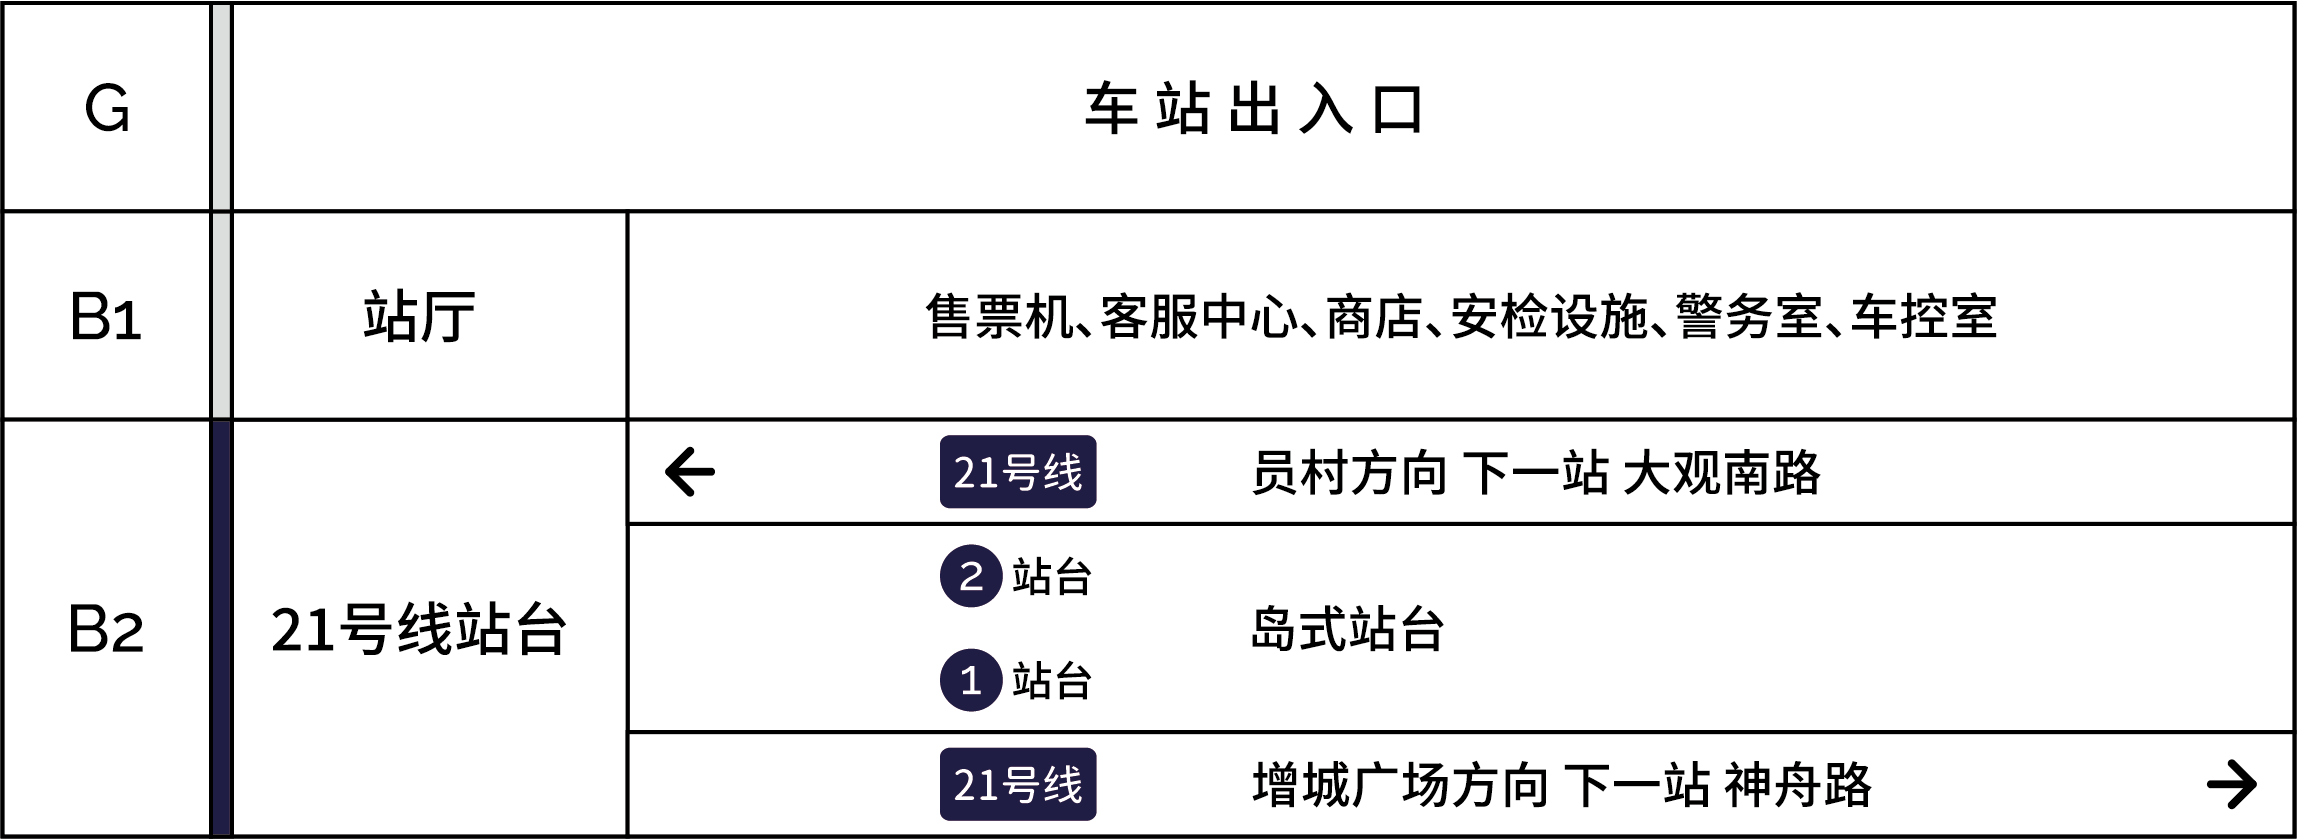 G
车站出入口
B1
站厅
售票机、客服中心、商店、安检设施、警务室、车控室
B2
21号线站台
← 21号线 员村方向 下一站 大观南路
2 站台
岛式站台
1 站台
21号线 增城广场方向 下一站 神舟路 →